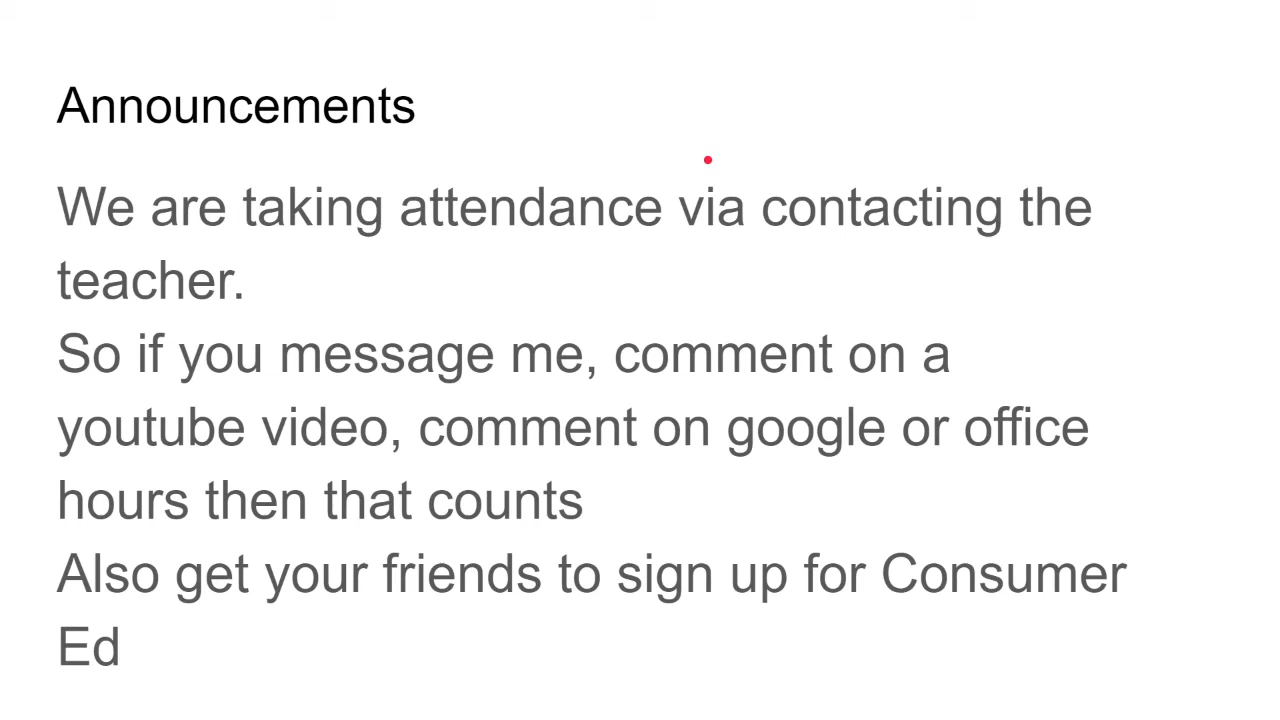 Announcements
We are taking attendance via contacting the
teacher.
So if you message me, comment on a
youtube video, comment on google or office
hours then that counts
Also get your friends to sign up for Consumer
Ed